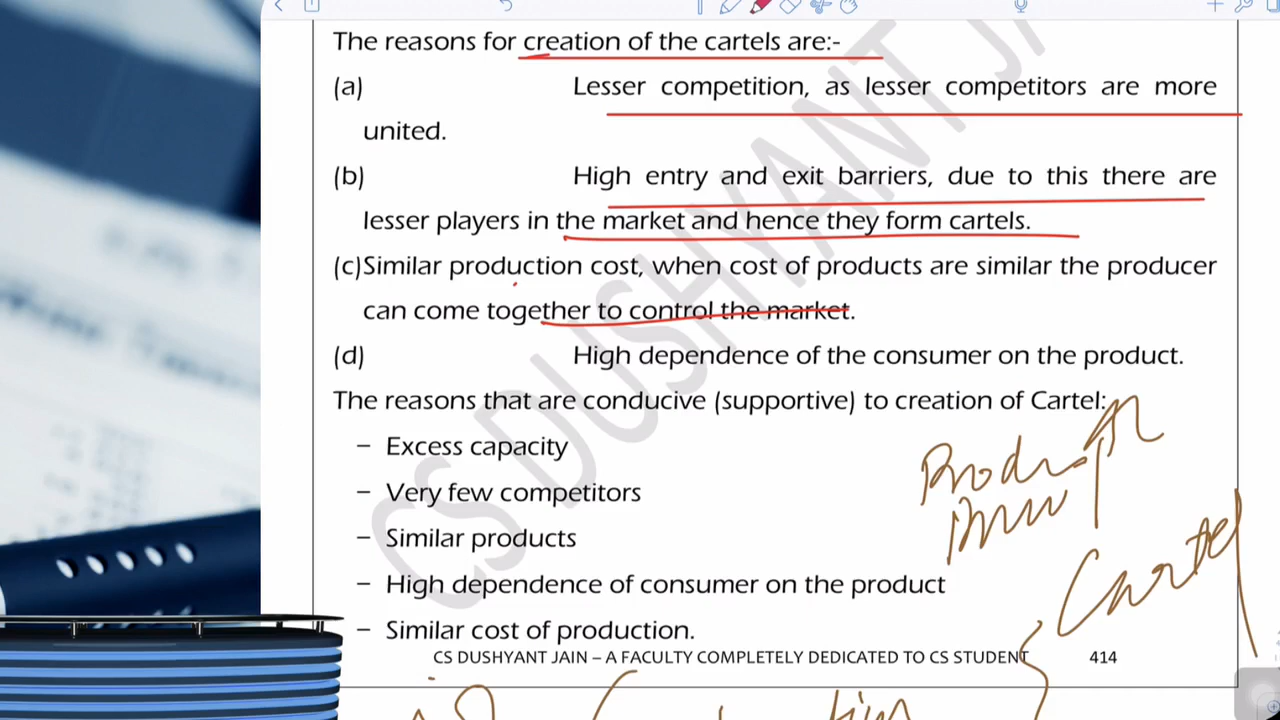 The reasons for creation of the cartels are:-
(a) Lesser competition, as lesser competitors are more
united.
(b) High entry and exit barriers, due to this there are
lesser players in the market and hence they form cartels.
(c)Similar production cost, when cost of products are similar the producer
can come together to control the market.
(d) High dependence of the consumer on the product.
The reasons that are conducive (supportive) to creation of Cartel:
– Excess capacity
– Very few competitors
– Similar products
– High dependence of consumer on the product
– Similar cost of production.
Cartel
CS DUSHYANT JAIN – A FACULTY COMPLETELY DEDICATED TO CS STUDENT 414
CS DUSHYANT JA